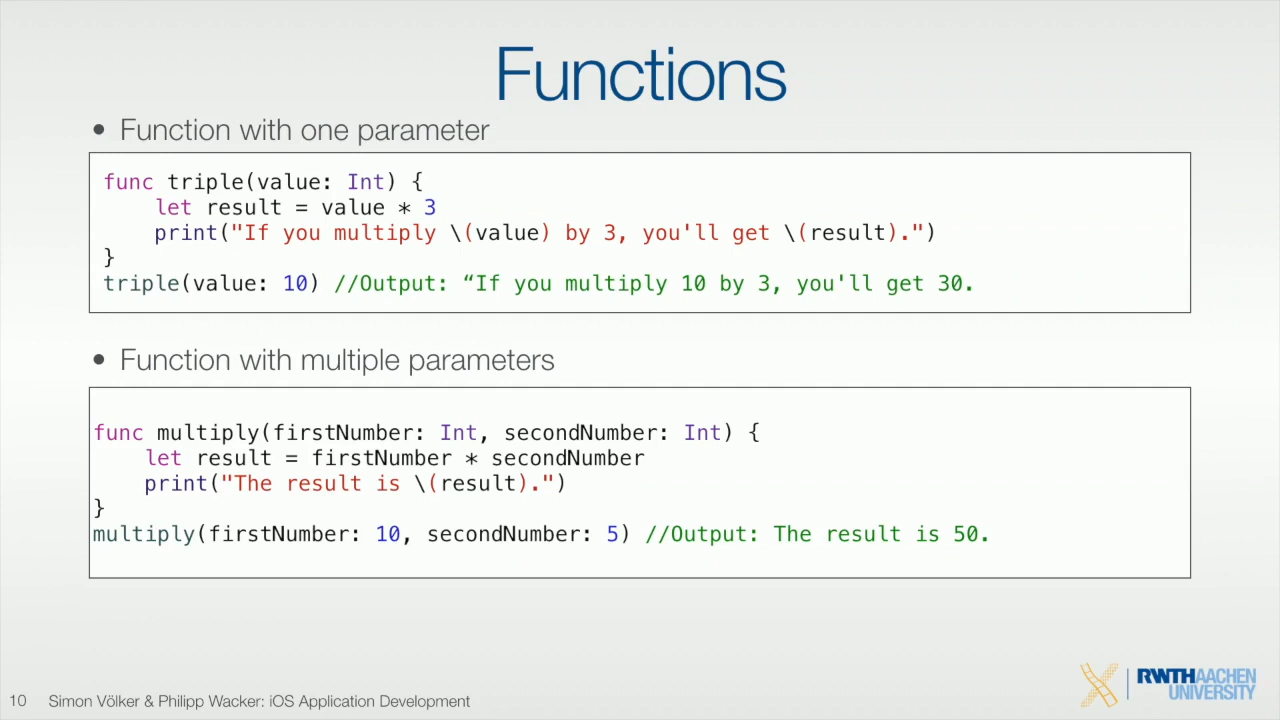 Functions
• Function with one parameter
func triple(value: Int) {
    let result = value * 3
    print("If you multiply \(value) by 3, you'll get \(result).")
}
triple(value: 10) //Output: “If you multiply 10 by 3, you'll get 30.
• Function with multiple parameters
func multiply(firstNumber: Int, secondNumber: Int) {
    let result = firstNumber * secondNumber
    print("The result is \(result).")
}
multiply(firstNumber: 10, secondNumber: 5) //Output: The result is 50.
10 Simon Völker & Philipp Wacker: iOS Application Development
RWTHAACHEN
UNIVERSITY